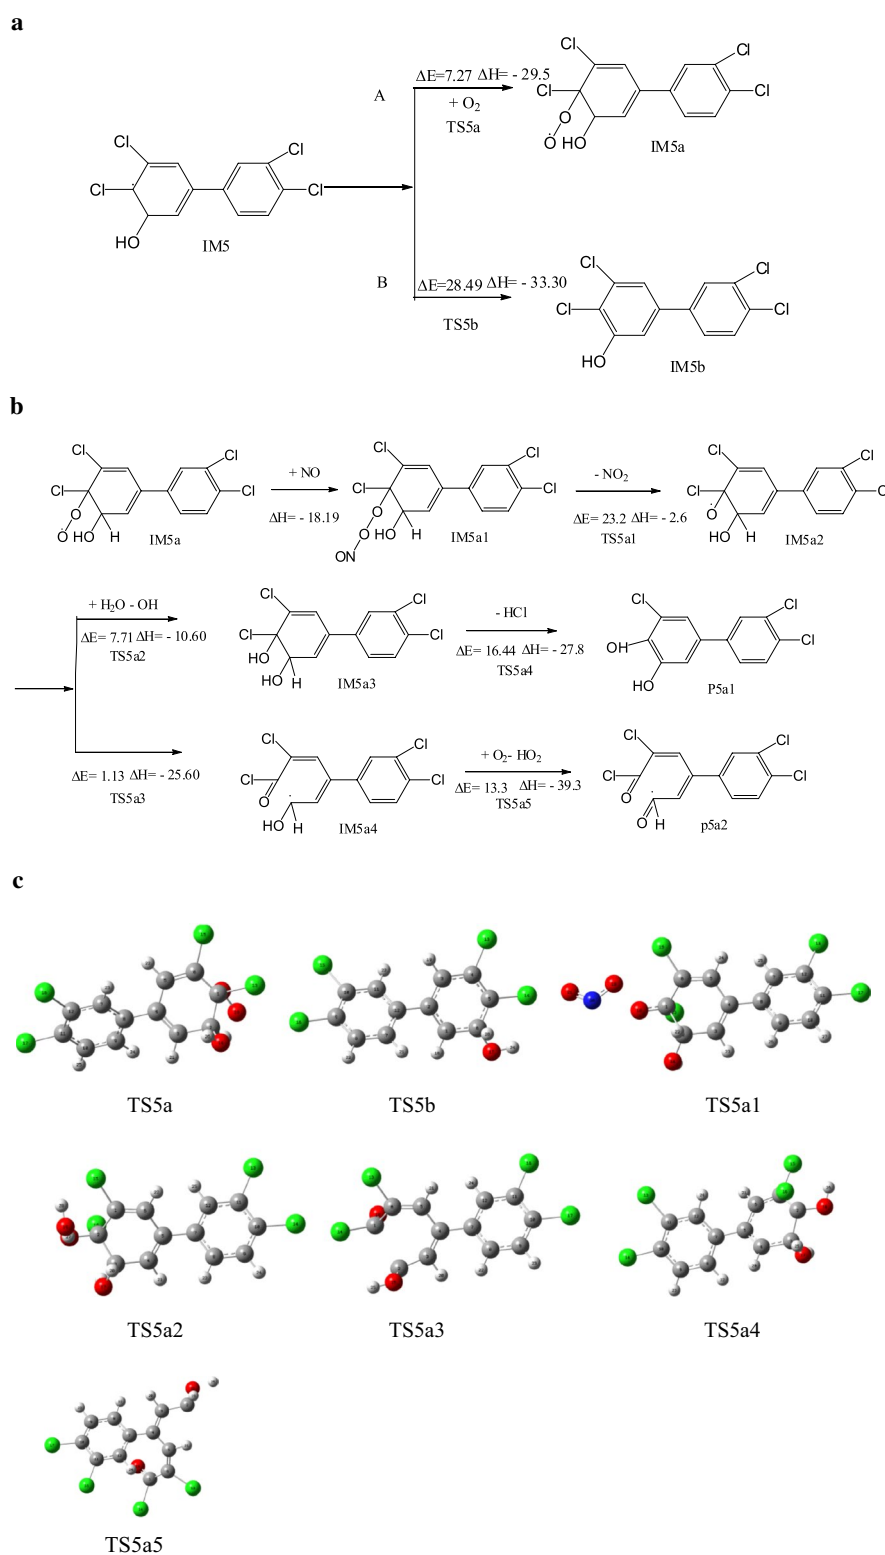 a
Cl
Cl
HO
Cl
Cl
IM5
A
ΔE=7.27 ΔH= - 29.5
+ O2
TS5a
Cl
Cl
O
O
HO
Cl
Cl
IM5a
B
ΔE=28.49 ΔH= - 33.30
TS5b
Cl
Cl
HO
Cl
Cl
IM5b
b
Cl
Cl
O
O
HO H
Cl
Cl
IM5a
+ NO
ΔH= - 18.19
Cl
Cl
O
O
ON
HO H
Cl
Cl
IM5a1
- NO2
ΔE= 23.2 ΔH= - 2.6
TS5a1
Cl
Cl
O
HO H
Cl
Cl
IM5a2
+ H2O - OH
ΔE= 7.71 ΔH= - 10.60
TS5a2
Cl
Cl
HO
HO H
Cl
Cl
IM5a3
- HCl
ΔE= 16.44 ΔH= - 27.8
TS5a4
Cl
OH
HO
Cl
Cl
P5a1
ΔE= 1.13 ΔH= - 25.60
TS5a3
Cl
Cl
O
HO H
Cl
Cl
IM5a4
+ O2- HO2
ΔE= 13.3 ΔH= - 39.3
TS5a5
Cl
Cl
O
O H
Cl
Cl
p5a2
c
TS5a
TS5b
TS5a1
TS5a2
TS5a3
TS5a4
TS5a5